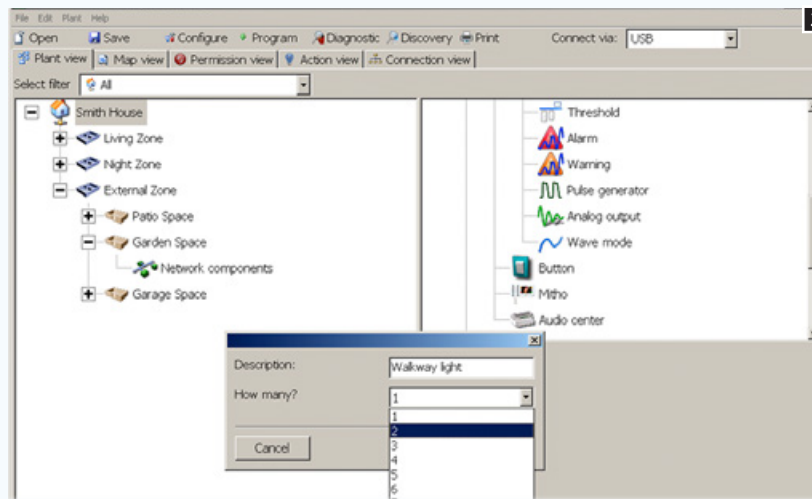 File Edit Plant Help
Open Save Configure Program Diagnostic Discovery Print Connect via: USB
Plant view Map view Permission view Action view Connection view
Select filter All
Smith House
Living Zone
Night Zone
External Zone
Patio Space
Garden Space
Network components
Garage Space
Threshold
Alarm
Warning
Pulse generator
Analog output
Wave mode
Button
Mitho
Audio center
Description: Walkway light
How many? 1
1
2
3
4
5
6
Cancel